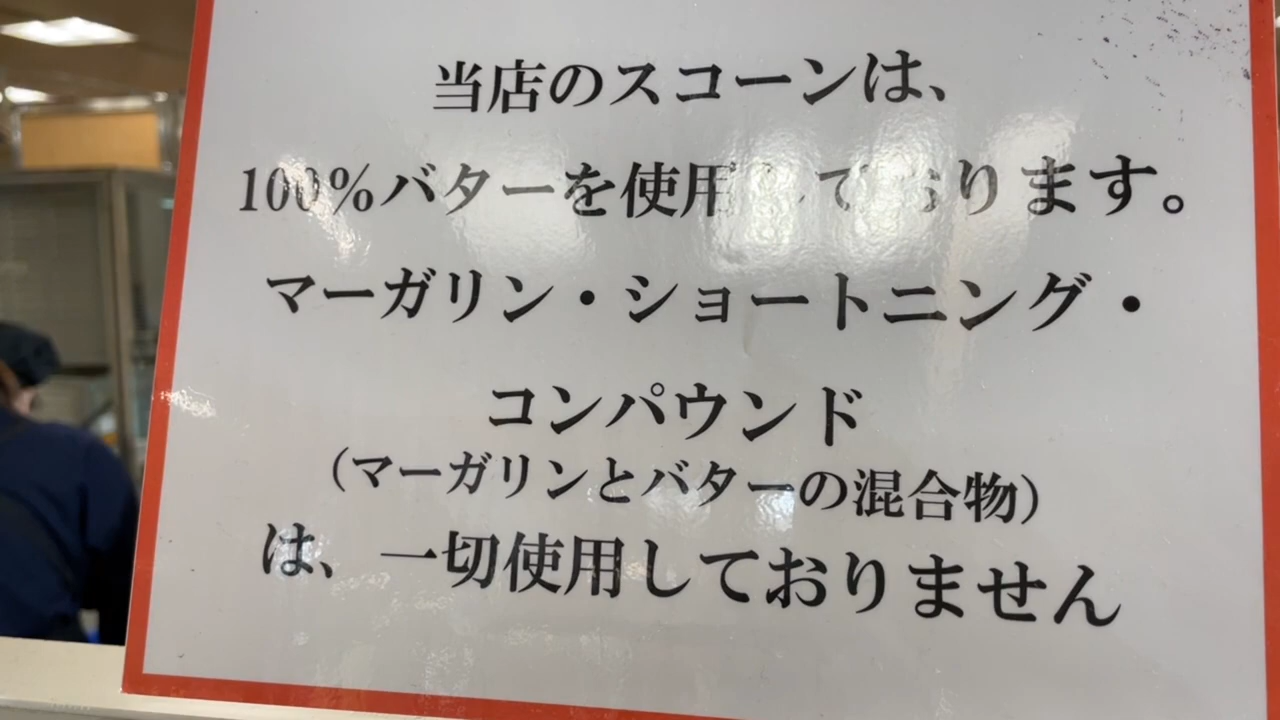 当店のスコーンは、
100%バターを使用しております。
マーガリン・ショートニング・
コンパウンド
（マーガリンとバターの混合物）
は、一切使用しておりません